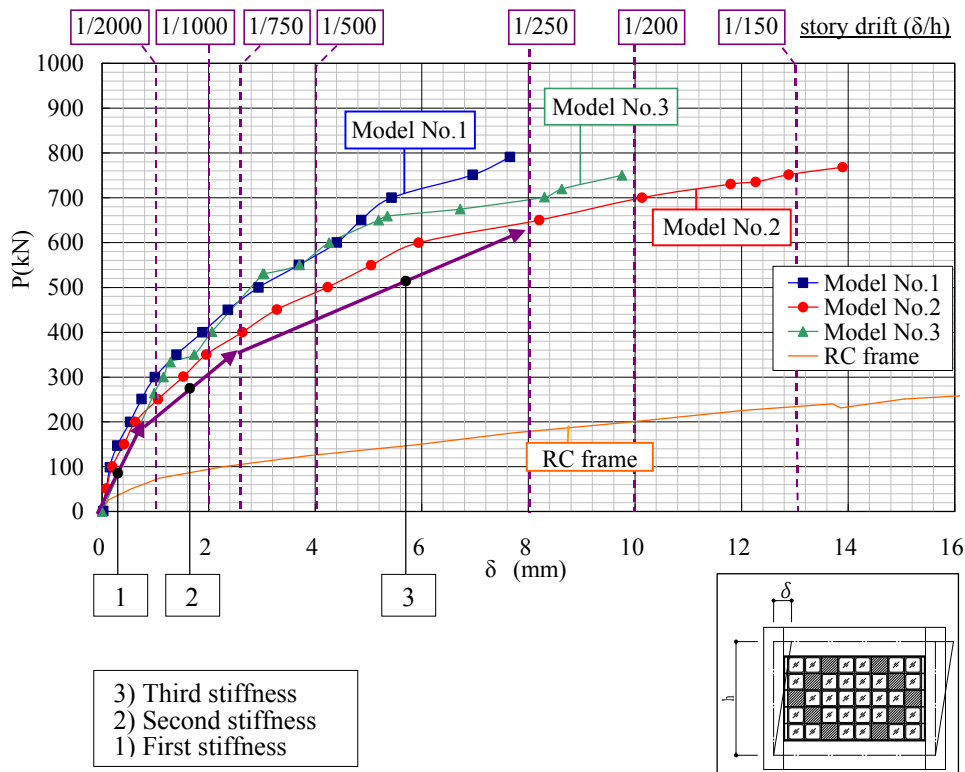 1/2000 1/1000 1/750 1/500 1/250 1/200 1/150 story drift (δ/h)
1000
900
800
700
600
500
400
300
200
100
0
P(kN)
Model No.1
Model No.3
Model No.2
RC frame
Model No.1
Model No.2
Model No.3
RC frame
0 2 4 6 8 10 12 14 16
δ (mm)
1 2 3
3) Third stiffness
2) Second stiffness
1) First stiffness
δ
h